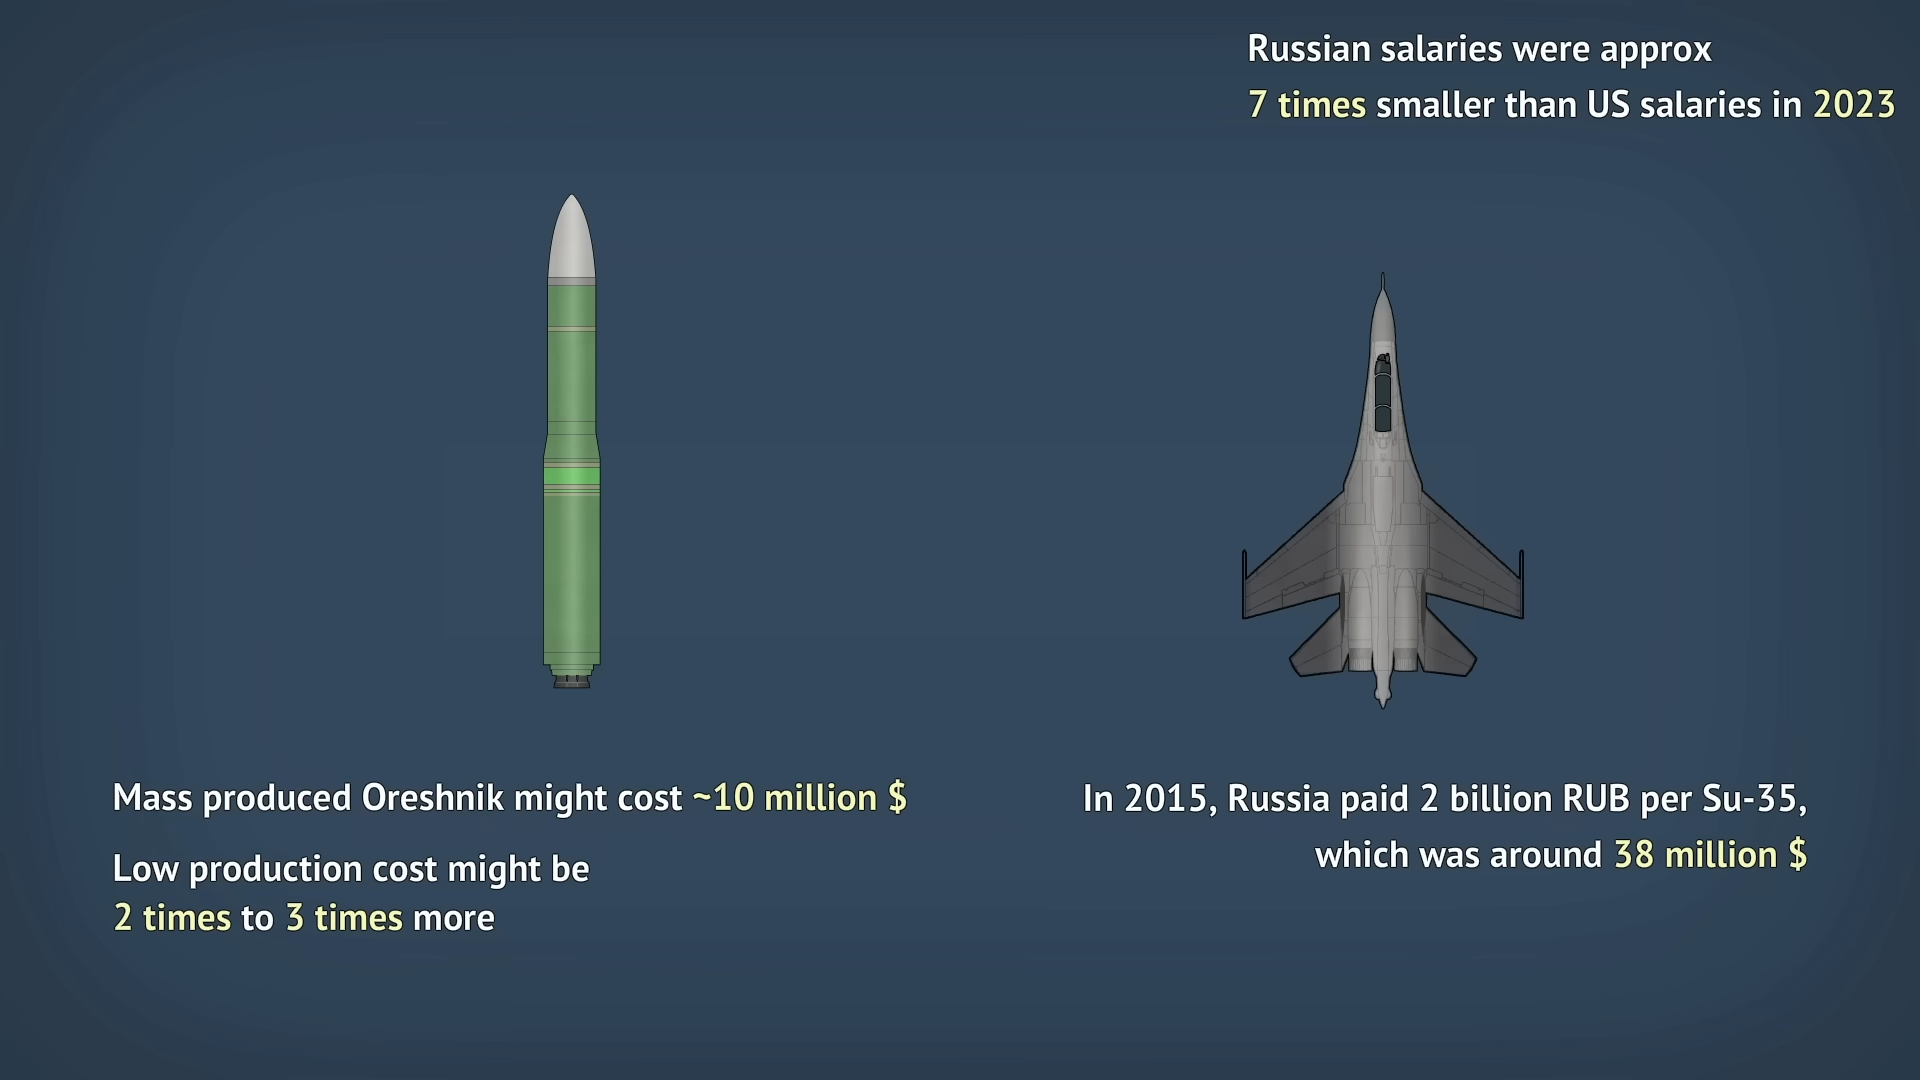 Russian salaries were approx
7 times smaller than US salaries in 2023
Mass produced Oreshnik might cost ~10 million $
Low production cost might be
2 times to 3 times more
In 2015, Russia paid 2 billion RUB per Su-35,
which was around 38 million $